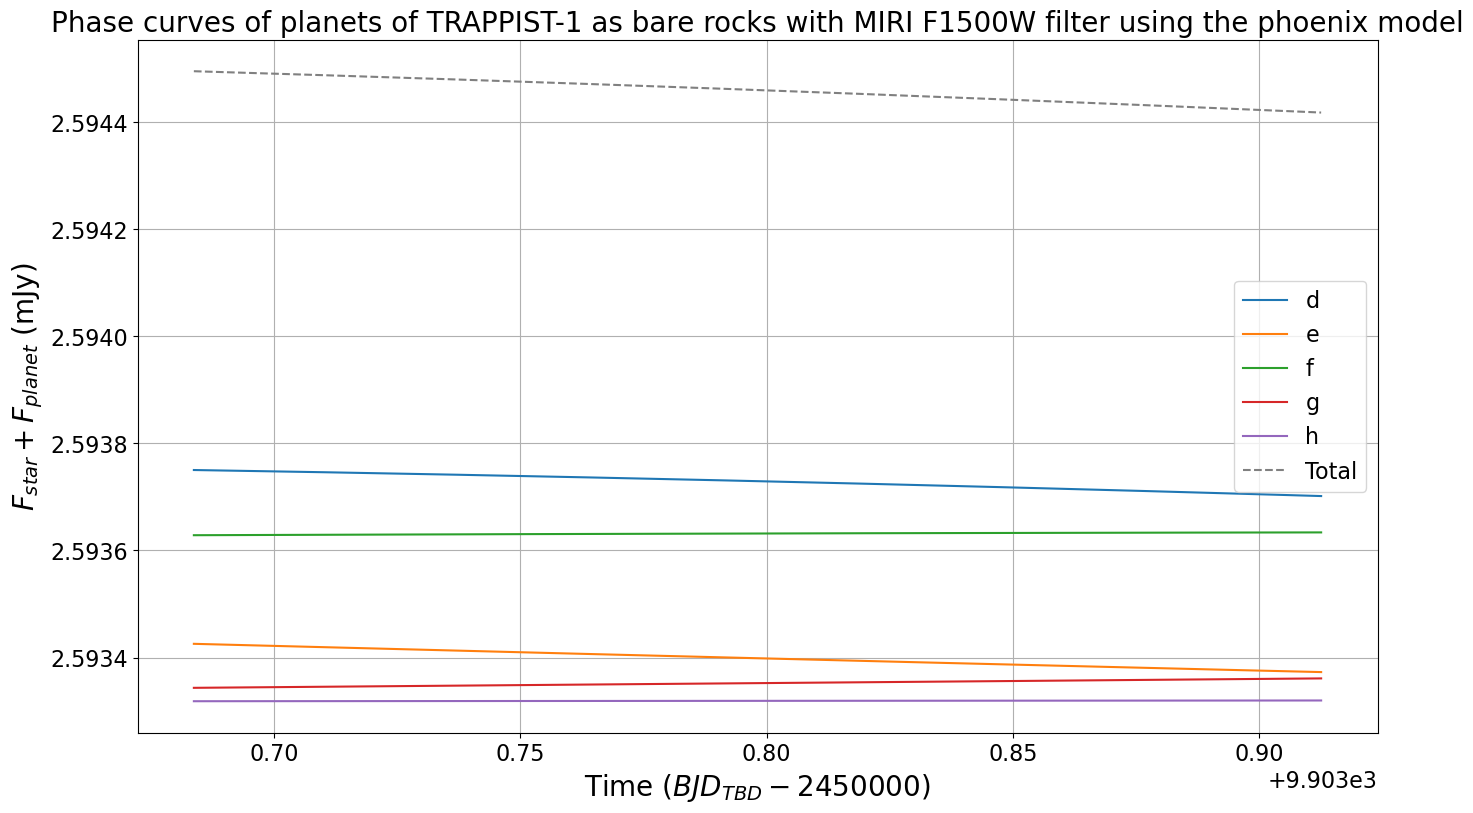 Phase curves of planets of TRAPPIST-1 as bare rocks with MIRI F1500W filter using the phoenix model
F_star + F_planet (mJy)
2.5944
2.5942
2.5940
2.5938
2.5936
2.5934
d
e
f
g
h
Total
0.70
0.75
0.80
0.85
0.90
+9.903e3
Time (BJD_TBD − 2450000)